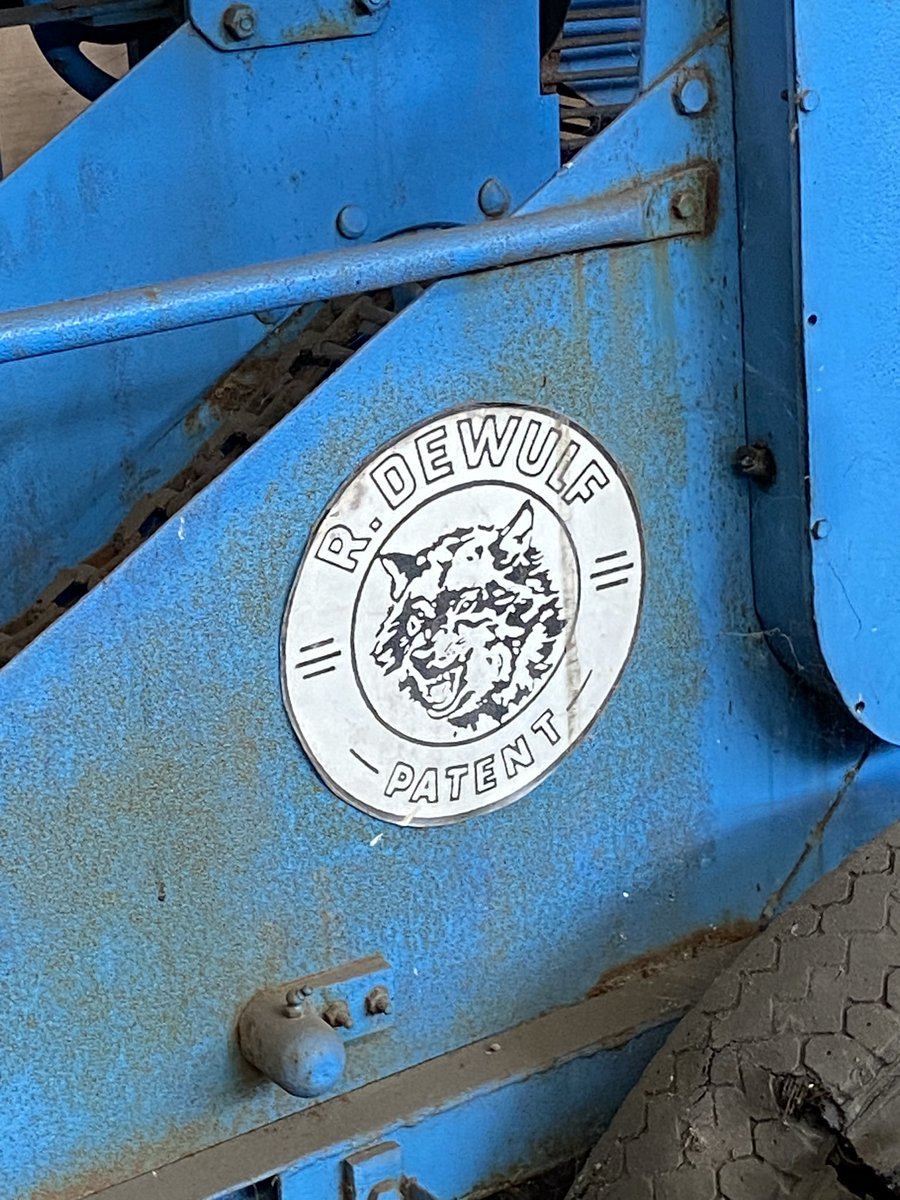 R. DEWULF
PATENT